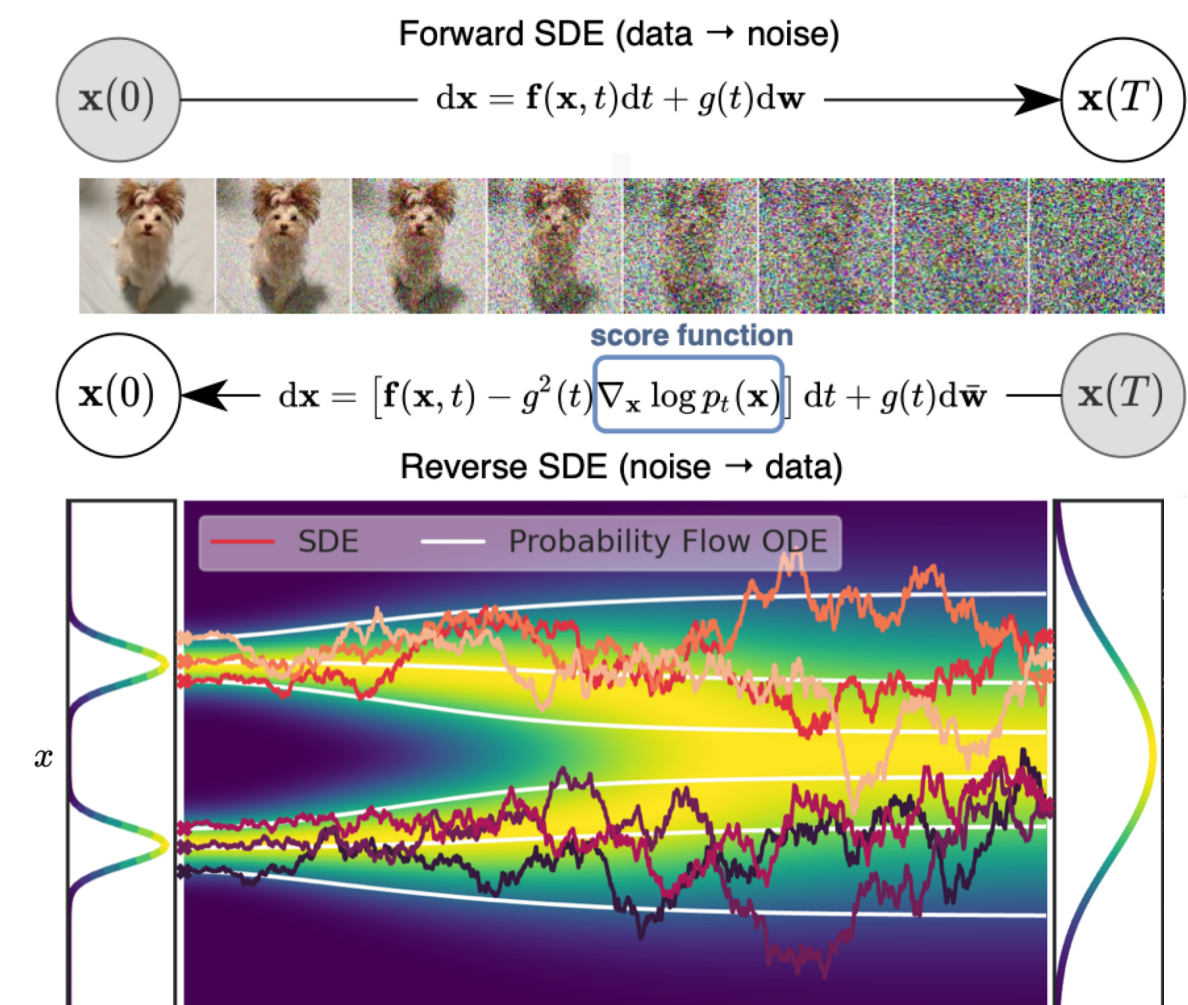 Forward SDE (data → noise)
x(0) dx = f(x, t)dt + g(t)dw x(T)
score function
x(0) dx = [f(x, t) − g²(t)∇ₓ log pₜ(x)] dt + g(t)dw̄ x(T)
Reverse SDE (noise → data)
SDE Probability Flow ODE
x